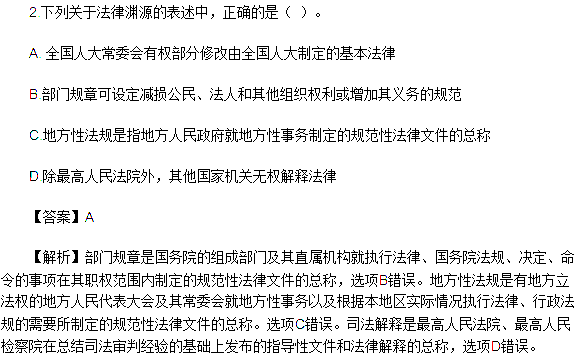 2.下列关于法律渊源的表述中，正确的是（ ）。
A. 全国人大常委会有权部分修改由全国人大制定的基本法律
B.部门规章可设定减损公民、法人和其他组织权利或增加其义务的规范
C 地方性法规是指地方人民政府就地方性事务制定的规范性法律文件的总称
D.除最高人民法院外，其他国家机关无权解释法律
【答案】A
【解析】部门规章是国务院的组成部门及其直属机构就执行法律、国务院法规、决定、命
令的事项在其职权范围内制定的规范性法律文件的总称，选项B错误。地方性法规是有地方立
法权的地方人民代表大会及其常委会就地方性事务以及根据本地区实际情况执行法律、行政法
规的需要所制定的规范性法律文件的总称。选项C错误。司法解释是最高人民法院、最高人民
检察院在总结司法审判经验的基础上发布的指导性文件和法律解释的总称，选项D错误。